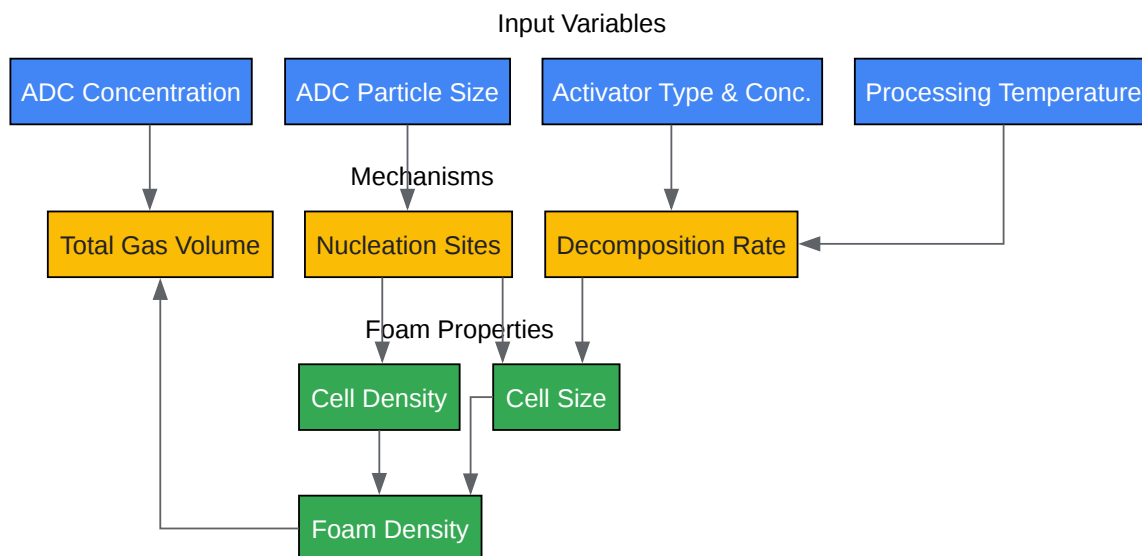 Input Variables
ADC Concentration
ADC Particle Size
Activator Type & Conc.
Processing Temperature
Mechanisms
Total Gas Volume
Nucleation Sites
Decomposition Rate
Foam Properties
Cell Density
Cell Size
Foam Density